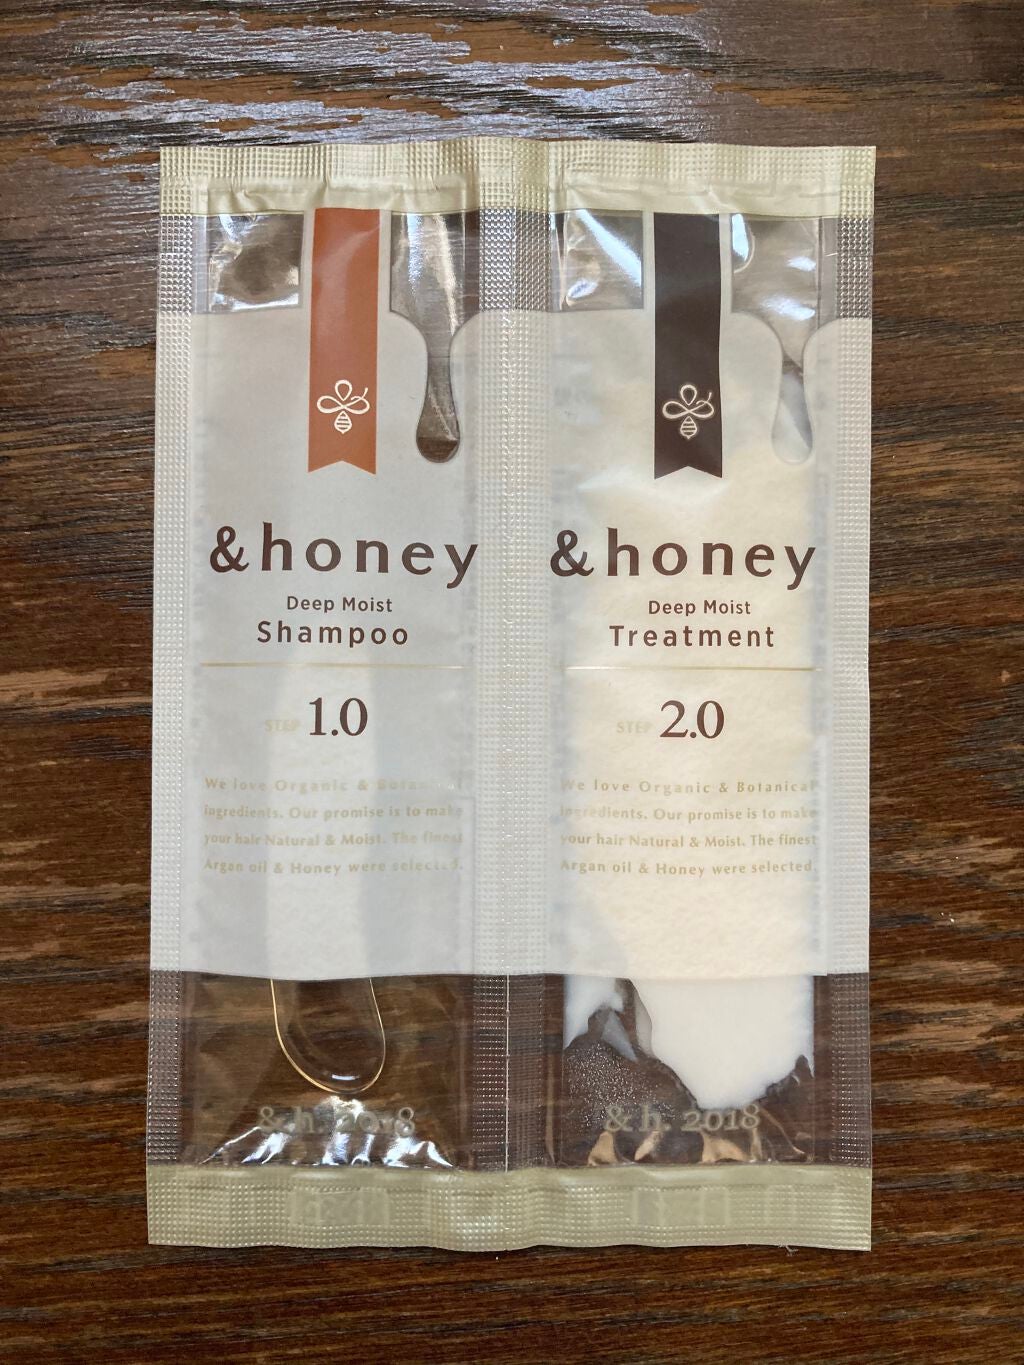 &honey
Deep Moist
Shampoo
STEP 1.0
We love Organic & Botanical
ingredients. Our promise is to make
your hair Natural & Moist. The finest
Argan oil & Honey were selected.
&h. 2018
&honey
Deep Moist
Treatment
STEP 2.0
We love Organic & Botanical
ingredients. Our promise is to make
your hair Natural & Moist. The finest
Argan oil & Honey were selected.
&h. 2018